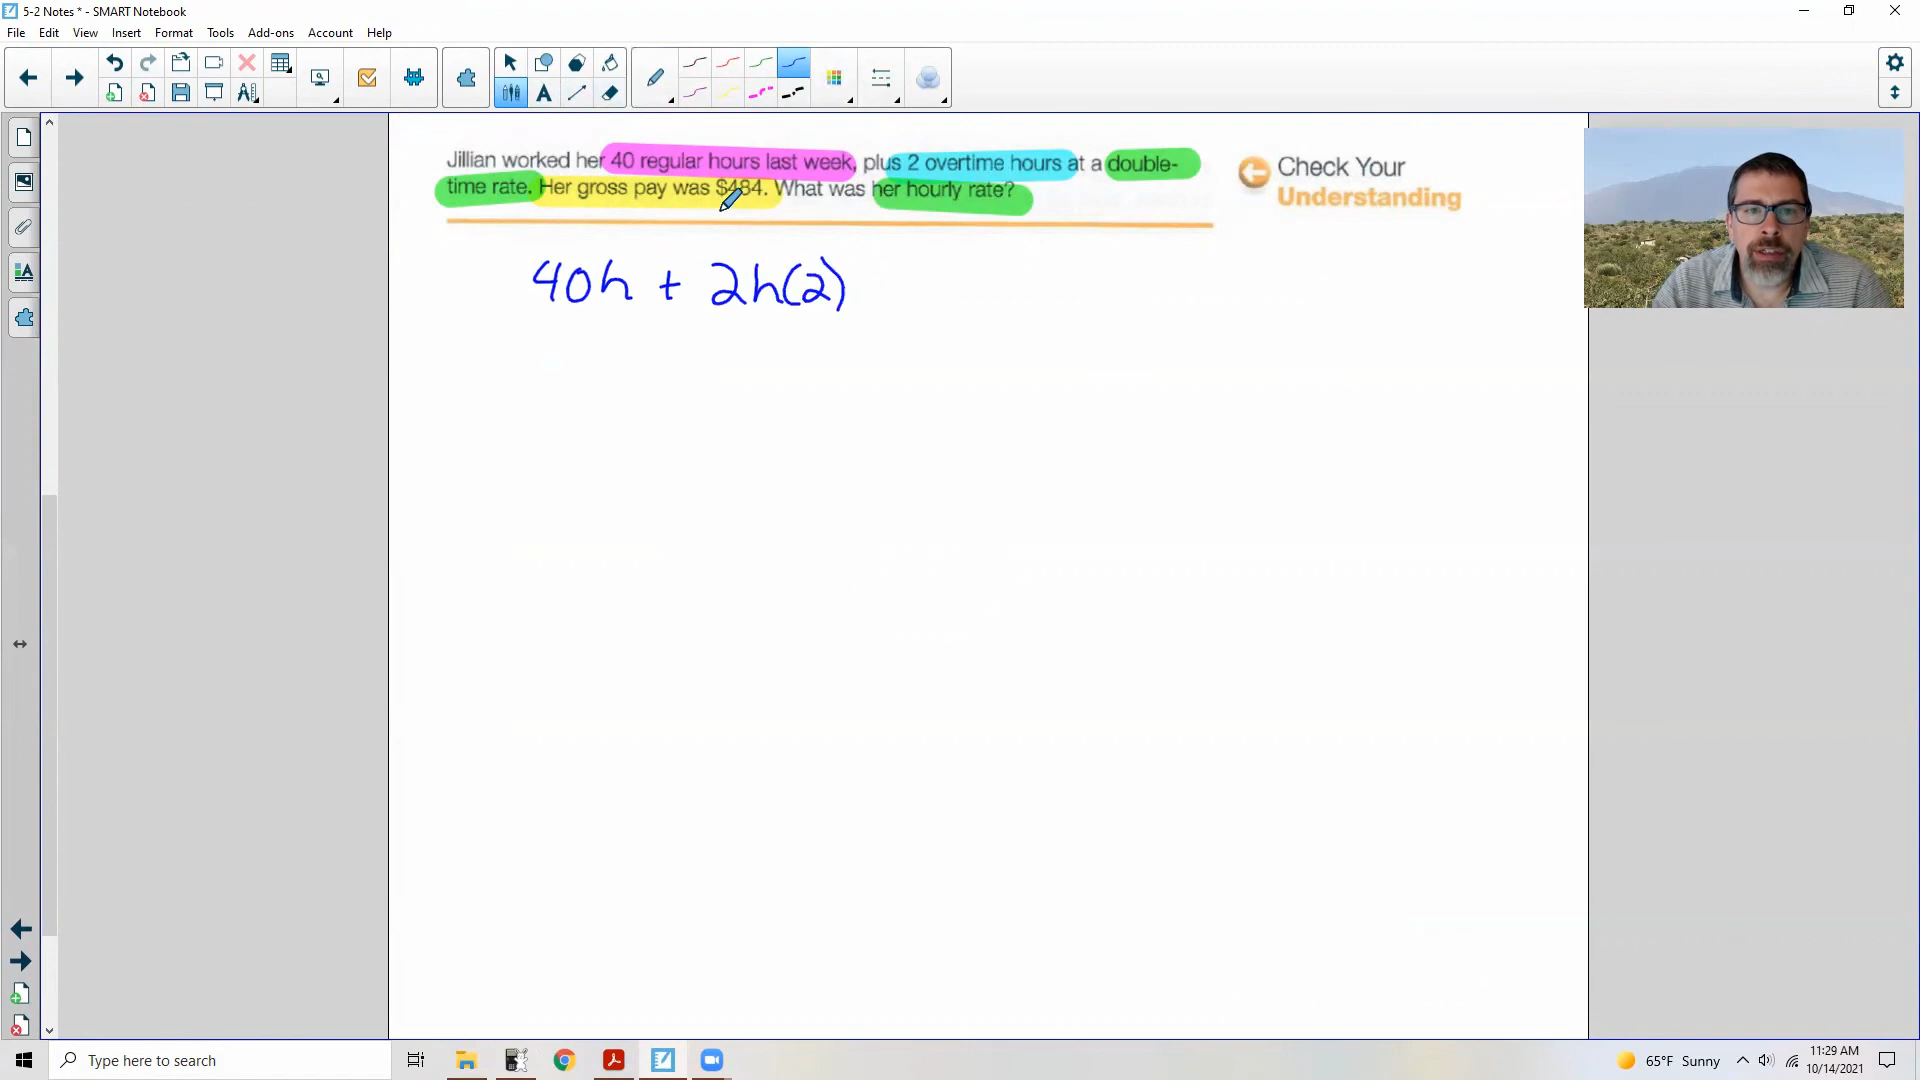 5-2 Notes * - SMART Notebook
File Edit View Insert Format Tools Add-ons Account Help
Jillian worked her 40 regular hours last week, plus 2 overtime hours at a double-
time rate. Her gross pay was $484. What was her hourly rate?
Check Your
Understanding
40h + 2h(2)
Type here to search
65°F Sunny
11:29 AM
10/14/2021